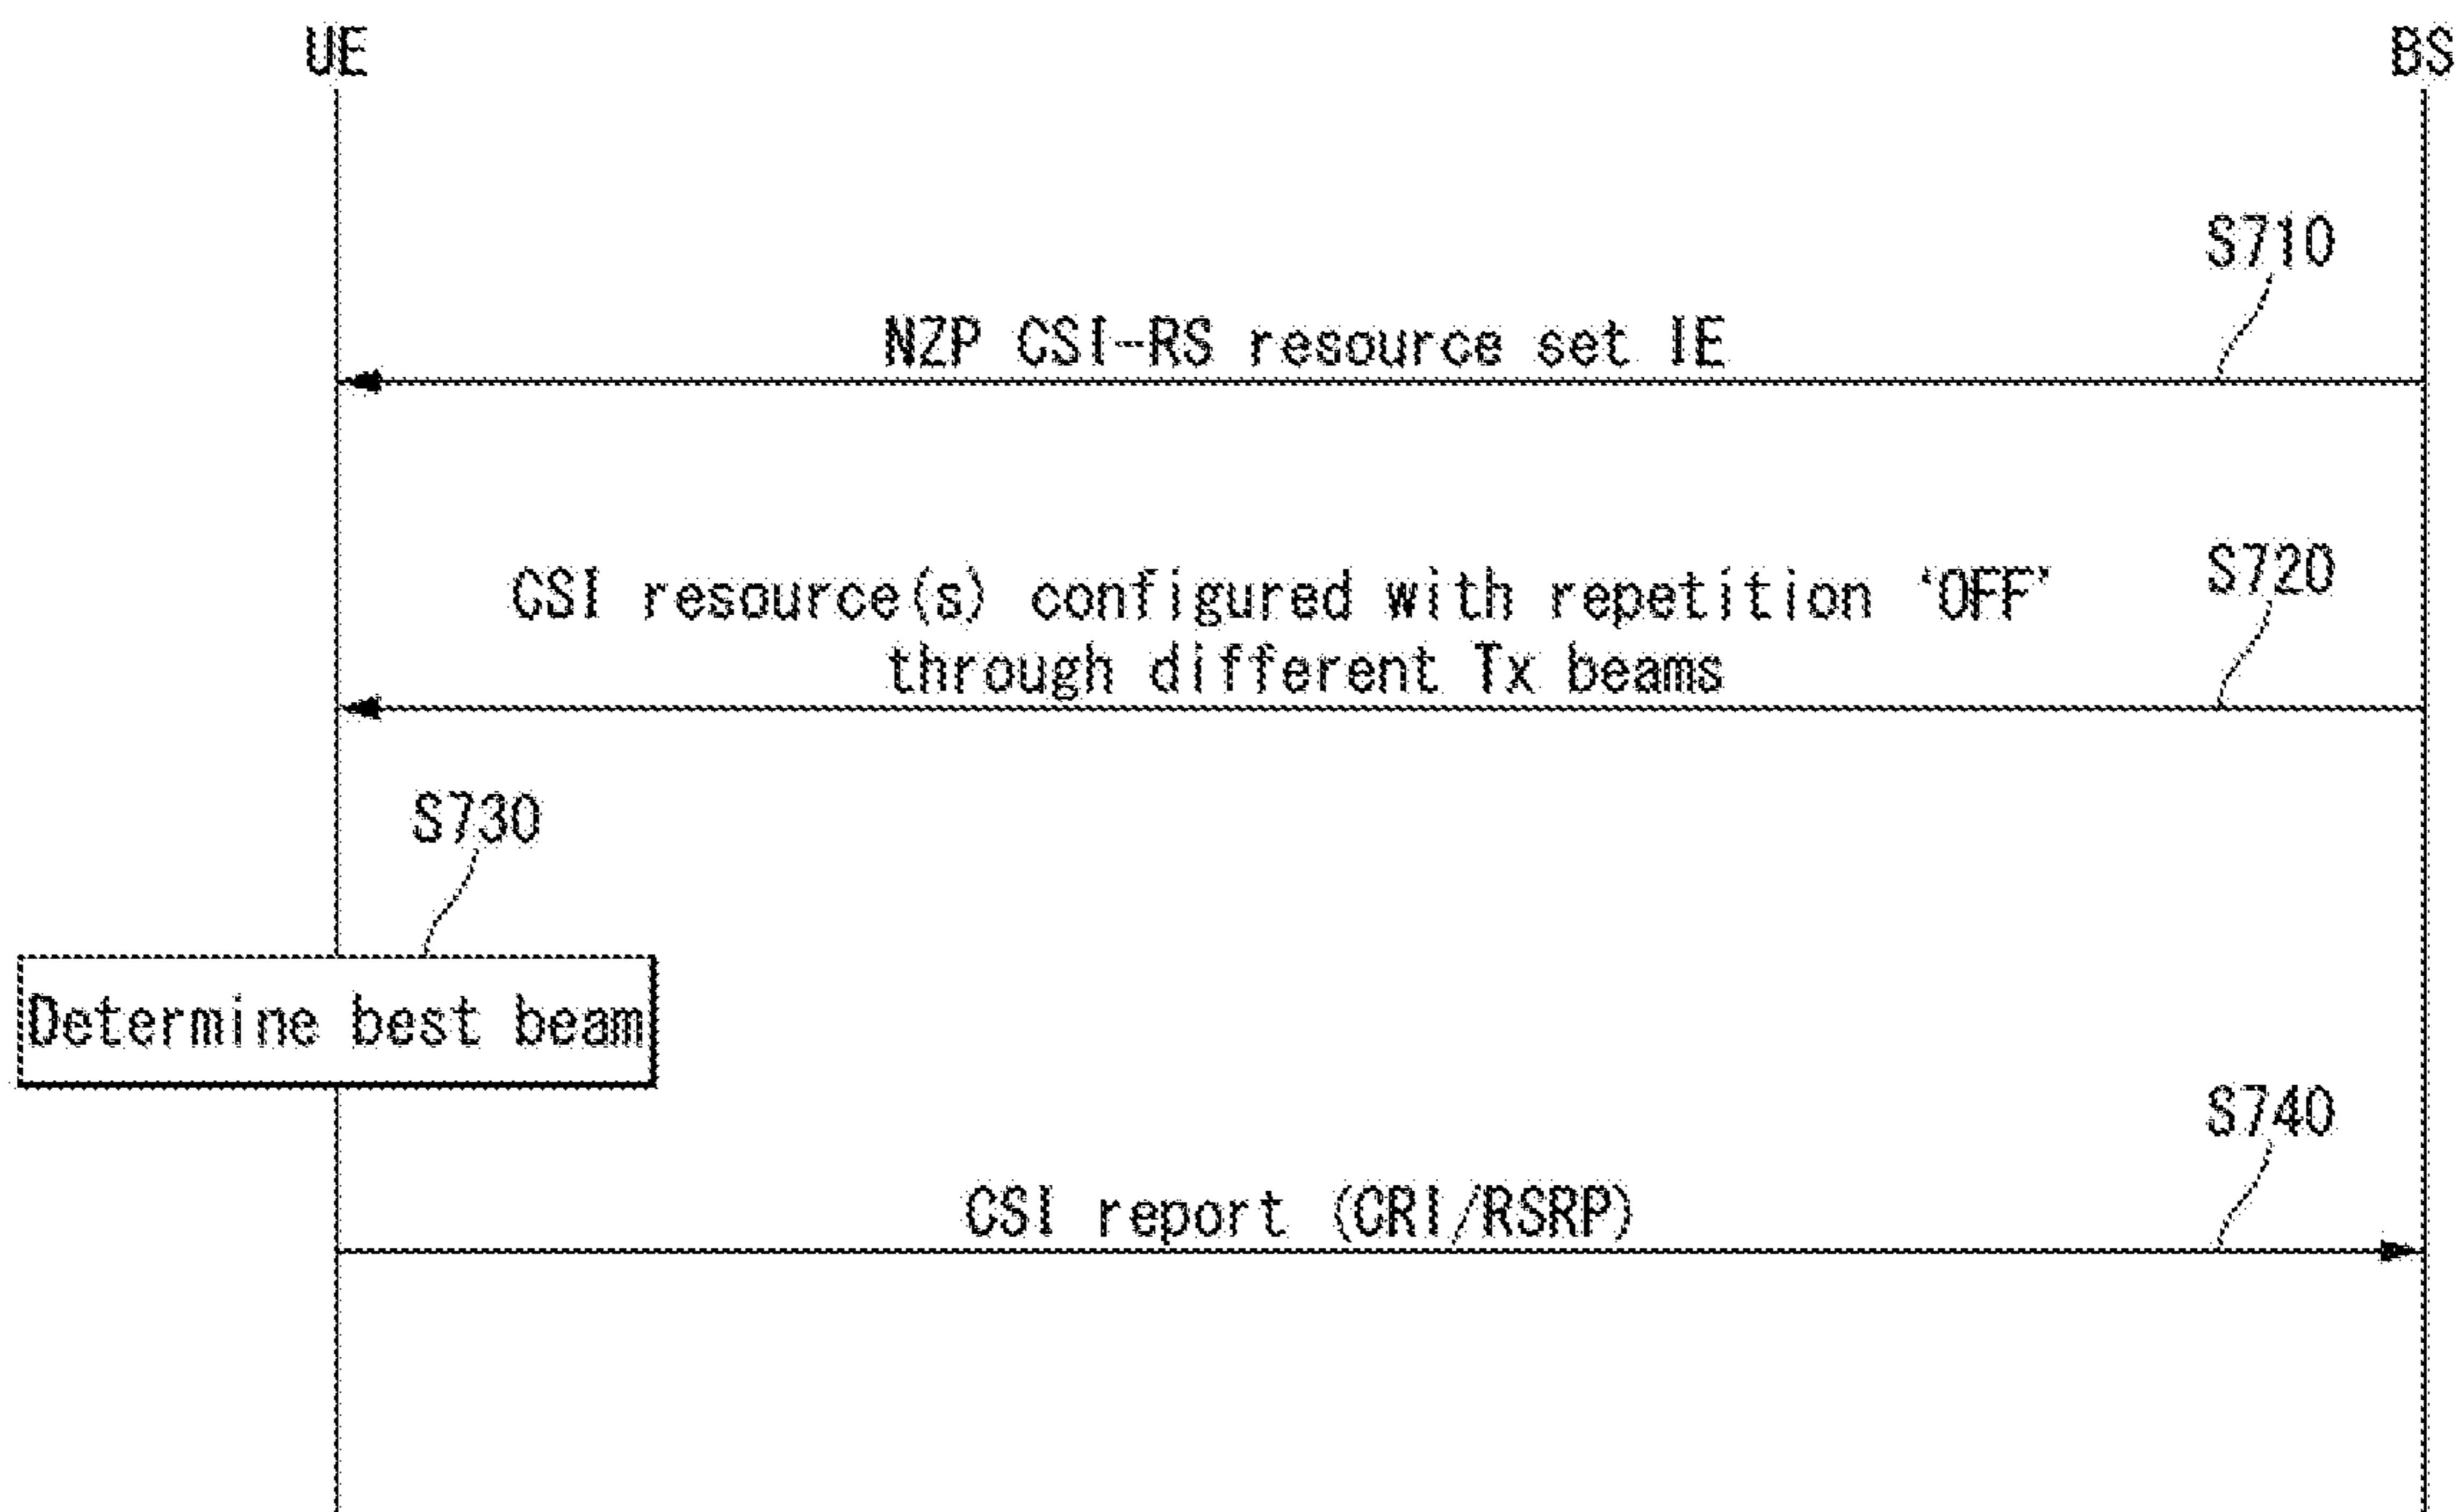 UE
BS
S710
NZP CSI-RS resource set IE
S720
CSI resource(s) configured with repetition 'OFF'
through different Tx beams
S730
Determine best beam
S740
CSI report (CRI/RSRP)